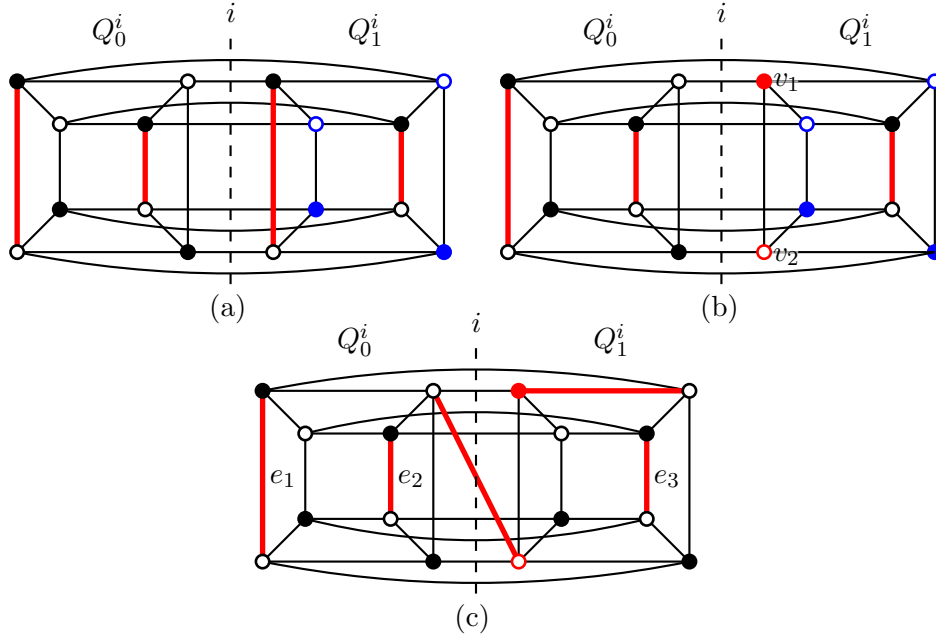 i i
Q_0^i Q_1^i Q_0^i Q_1^i
v_1
v_2
(a) (b)
i
Q_0^i Q_1^i
e_1 e_2 e_3
(c)